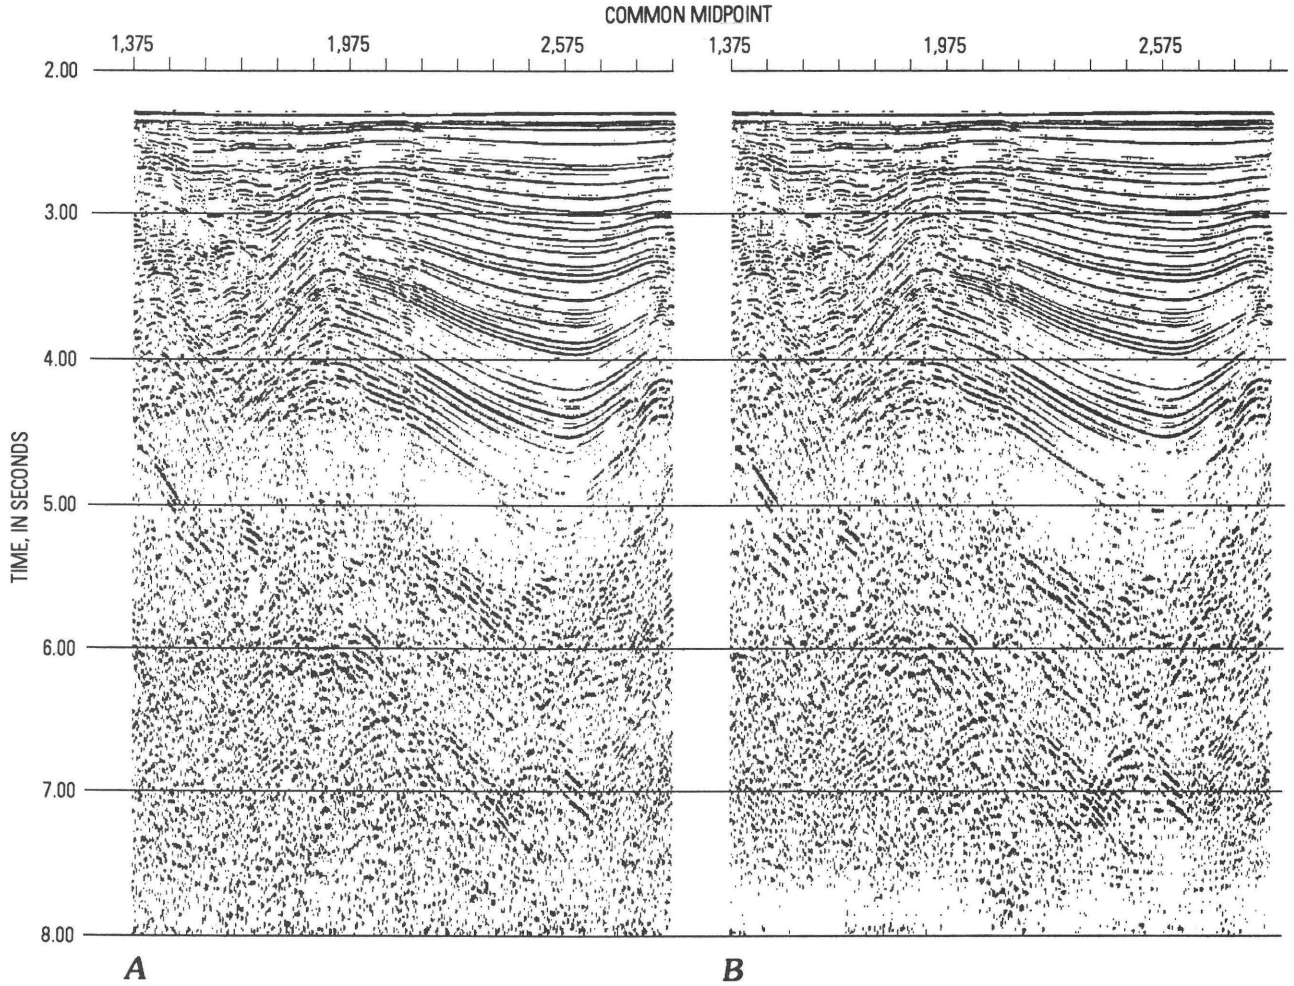 COMMON MIDPOINT
1,375 1,975 2,575 1,375 1,975 2,575
2.00
3.00
4.00
5.00
6.00
7.00
8.00
TIME, IN SECONDS
A B